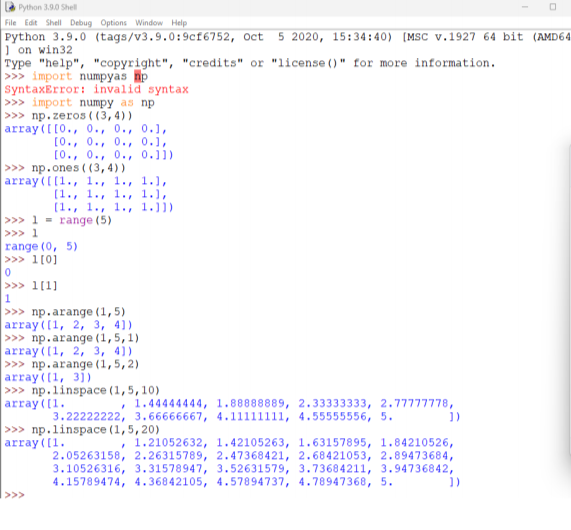 Python 3.9.0 Shell
File Edit Shell Debug Options Window Help
Python 3.9.0 (tags/v3.9.0:9cf6752, Oct  5 2020, 15:34:40) [MSC v.1927 64 bit (AMD64
)] on win32
Type "help", "copyright", "credits" or "license()" for more information.
>>> import numpyas np
SyntaxError: invalid syntax
>>> import numpy as np
>>> np.zeros((3,4))
array([[0., 0., 0., 0.],
       [0., 0., 0., 0.],
       [0., 0., 0., 0.]])
>>> np.ones((3,4))
array([[1., 1., 1., 1.],
       [1., 1., 1., 1.],
       [1., 1., 1., 1.]])
>>> l = range(5)
>>> l
range(0, 5)
>>> l[0]
0
>>> l[1]
1
>>> np.arange(1,5)
array([1, 2, 3, 4])
>>> np.arange(1,5,1)
array([1, 2, 3, 4])
>>> np.arange(1,5,2)
array([1, 3])
>>> np.linspace(1,5,10)
array([1.        , 1.44444444, 1.88888889, 2.33333333, 2.77777778,
       3.22222222, 3.66666667, 4.11111111, 4.55555556, 5.        ])
>>> np.linspace(1,5,20)
array([1.        , 1.21052632, 1.42105263, 1.63157895, 1.84210526,
       2.05263158, 2.26315789, 2.47368421, 2.68421053, 2.89473684,
       3.10526316, 3.31578947, 3.52631579, 3.73684211, 3.94736842,
       4.15789474, 4.36842105, 4.57894737, 4.78947368, 5.        ])
>>>